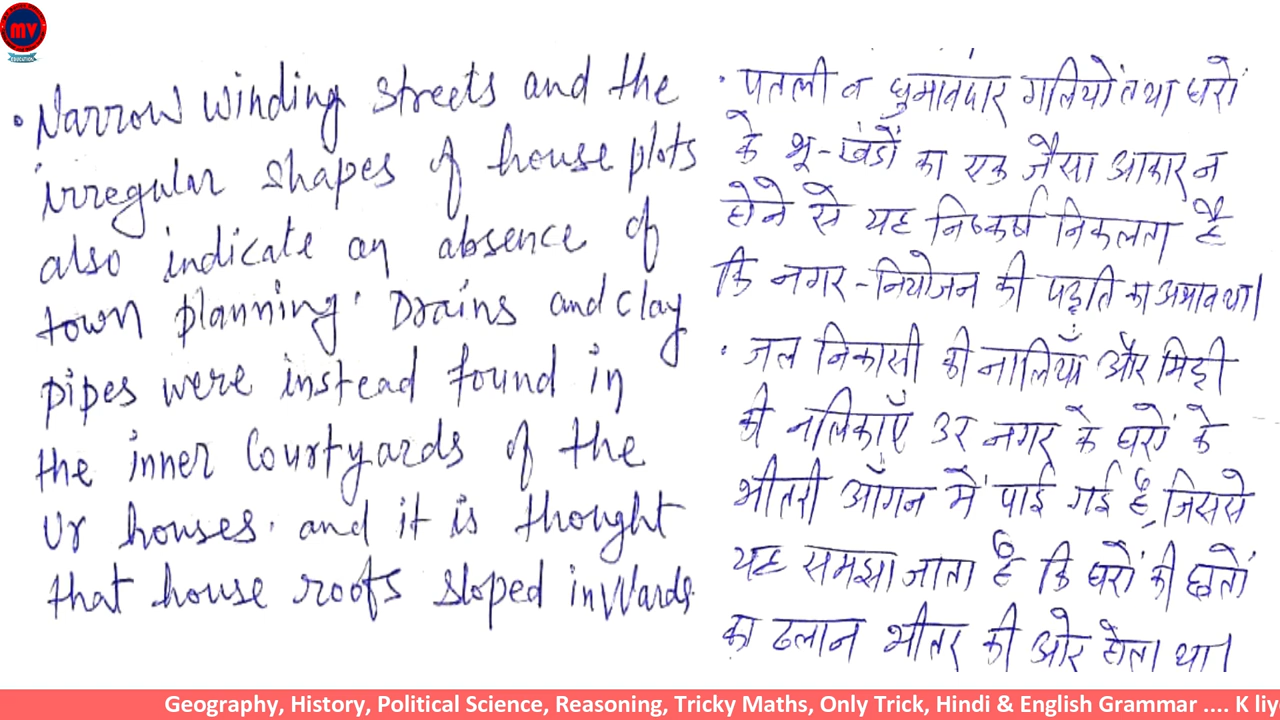 mv
EDUCATION
• Narrow winding streets and the
irregular shapes of house plots
also indicate an absence of
town planning. Drains and clay
pipes were instead found in
the inner Courtyards of the
Ur houses. and it is thought
that house roofs sloped inWards.
• पतली व घुमावदार गलियों तथा घरों
के भू-खंडों का एक जैसा आकार न
होने से यह निष्कर्ष निकलता है
कि नगर-नियोजन की पद्धति का अभाव था।
• जल निकासी की नालियाँ और मिट्टी
की नलिकाएँ उर नगर के घरों के
भीतरी आँगन में पाई गई है, जिससे
यह समझा जाता है कि घरों की छतों
का ढलान भीतर की ओर होता था।
Geography, History, Political Science, Reasoning, Tricky Maths, Only Trick, Hindi & English Grammar .... K liy